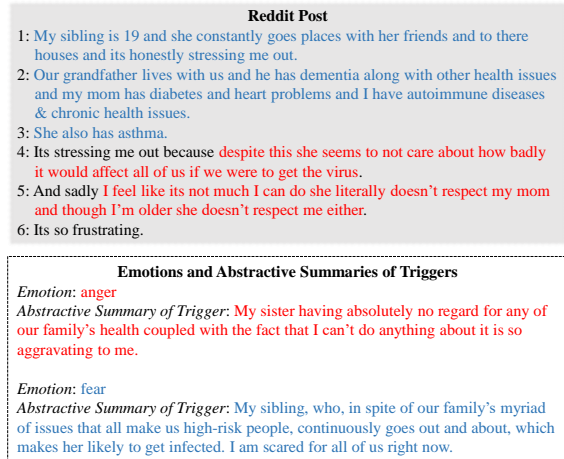 Reddit Post
1: My sibling is 19 and she constantly goes places with her friends and to there
houses and its honestly stressing me out.
2: Our grandfather lives with us and he has dementia along with other health issues
and my mom has diabetes and heart problems and I have autoimmune diseases
& chronic health issues.
3: She also has asthma.
4: Its stressing me out because despite this she seems to not care about how badly
it would affect all of us if we were to get the virus.
5: And sadly I feel like its not much I can do she literally doesn't respect my mom
and though I'm older she doesn't respect me either.
6: Its so frustrating.
Emotions and Abstractive Summaries of Triggers
Emotion: anger
Abstractive Summary of Trigger: My sister having absolutely no regard for any of
our family's health coupled with the fact that I can't do anything about it is so
aggravating to me.
Emotion: fear
Abstractive Summary of Trigger: My sibling, who, in spite of our family's myriad
of issues that all make us high-risk people, continuously goes out and about, which
makes her likely to get infected. I am scared for all of us right now.